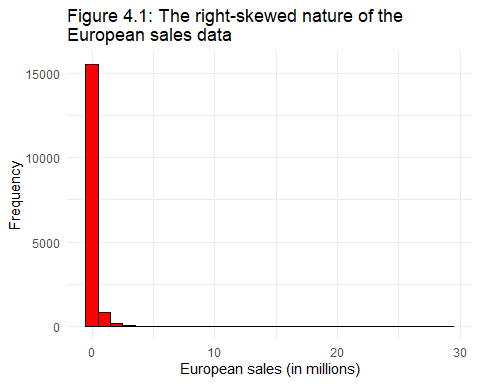 Figure 4.1: The right-skewed nature of the
European sales data
15000
10000
5000
0
Frequency
0 10 20 30
European sales (in millions)